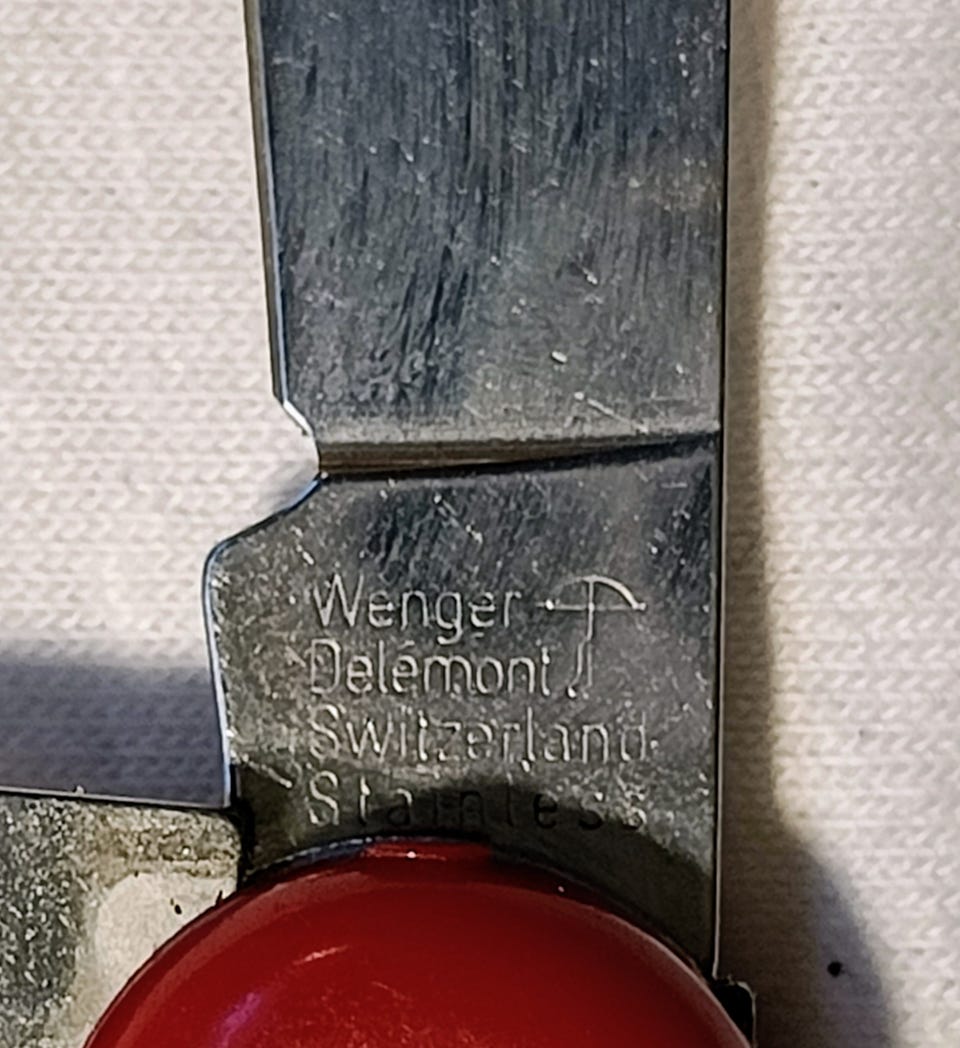 Wenger
Delémont
Switzerland
Stainless